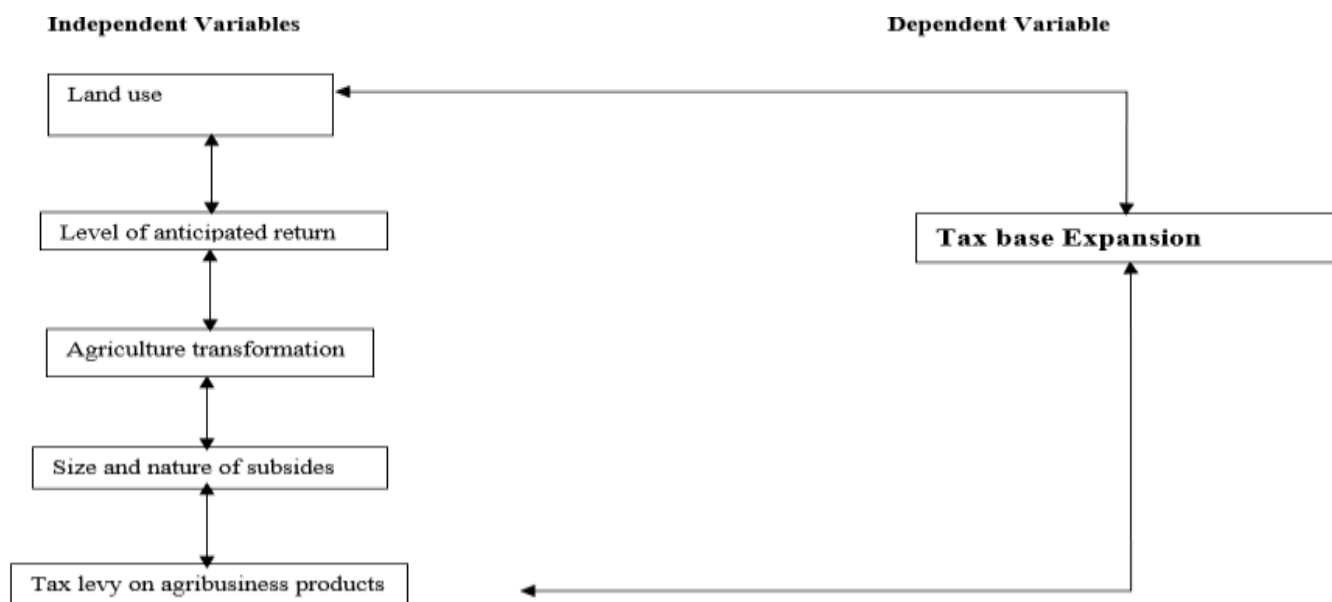 Independent Variables
Dependent Variable
Land use
Level of anticipated return
Tax base Expansion
Agriculture transformation
Size and nature of subsides
Tax levy on agribusiness products